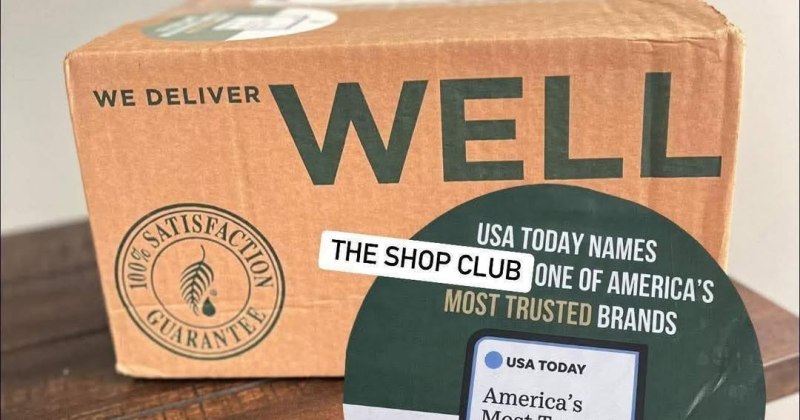 WE DELIVER WELL
100% SATISFACTION
GUARANTEE
USA TODAY NAMES
THE SHOP CLUB ONE OF AMERICA'S
MOST TRUSTED BRANDS
USA TODAY
America's
Most